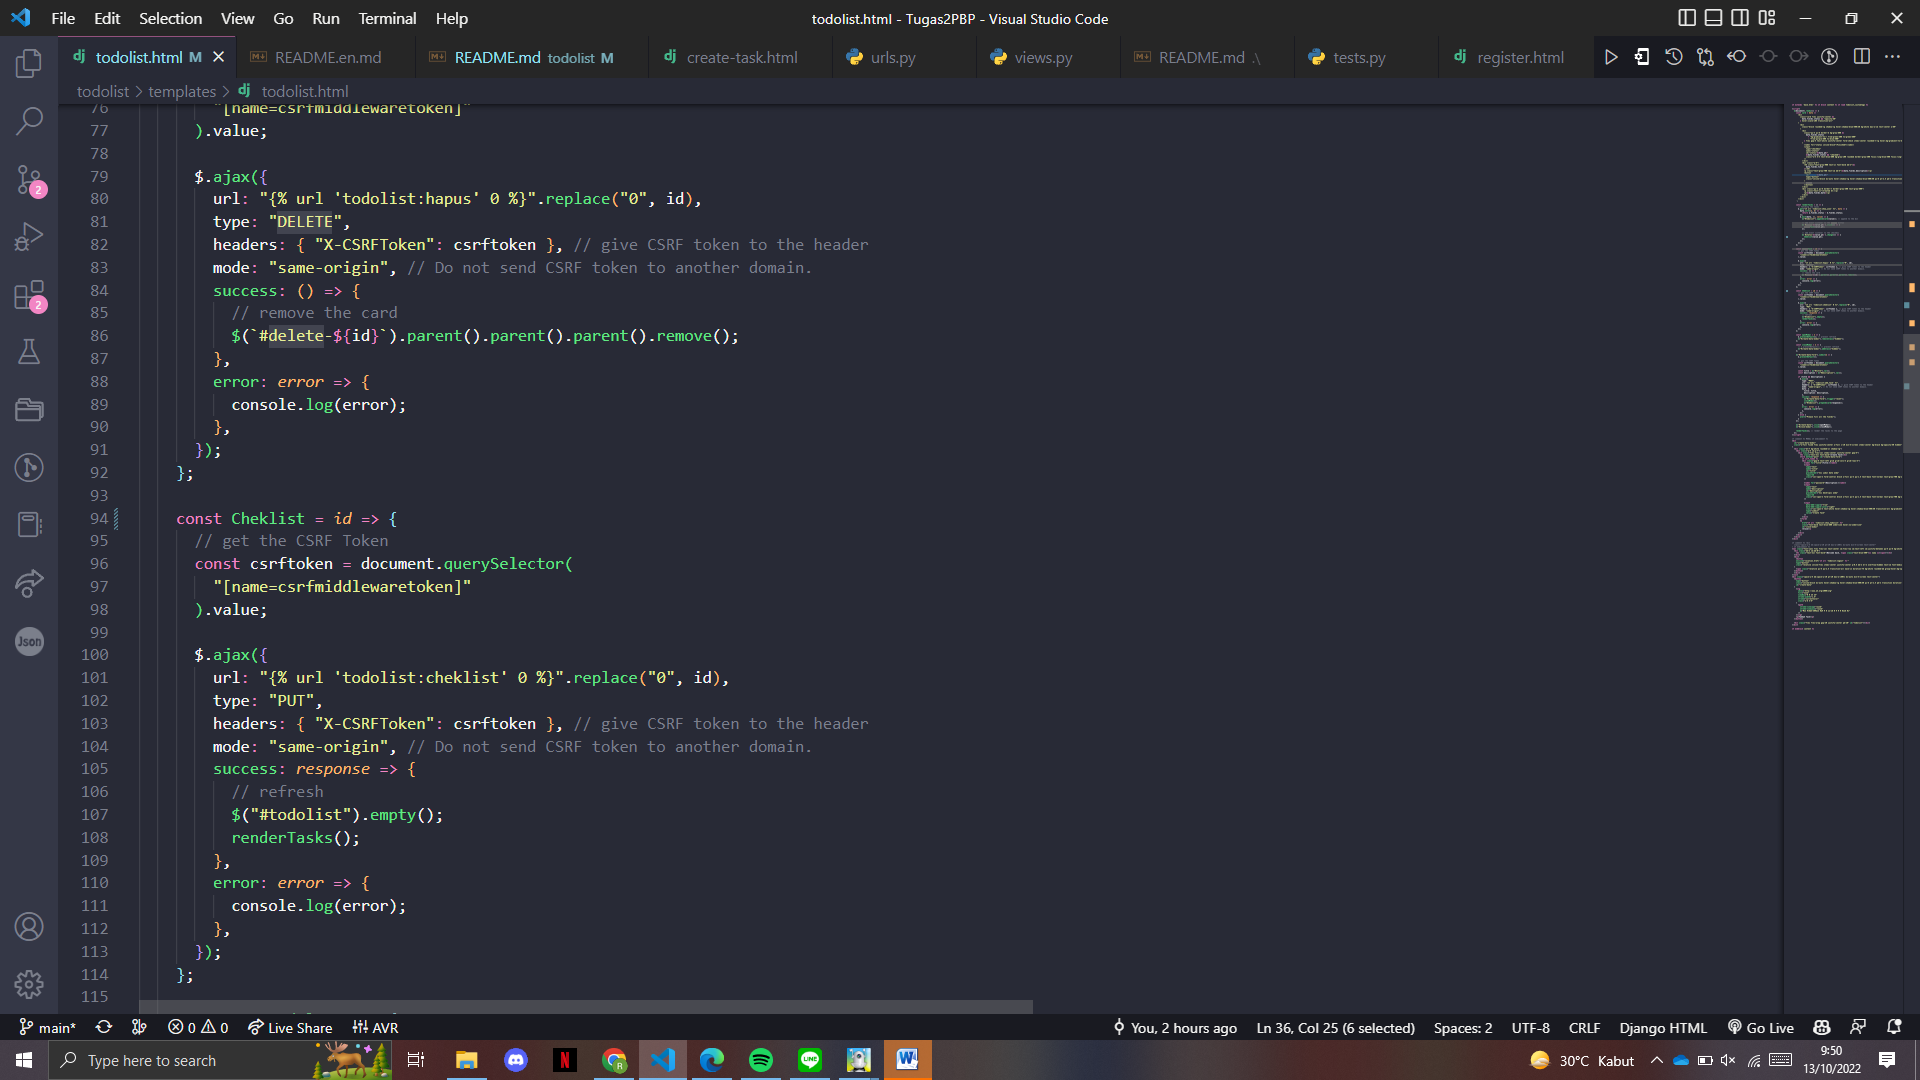 File Edit Selection View Go Run Terminal Help
todolist.html - Tugas2PBP - Visual Studio Code
todolist.html M
README.en.md
README.md todolist M
create-task.html
urls.py
views.py
README.md .\
tests.py
register.html
todolist > templates > todolist.html
76 "[name=csrfmiddlewaretoken]"
77 ).value;
78
79 $.ajax({
80 url: "{% url 'todolist:hapus' 0 %}".replace("0", id),
81 type: "DELETE",
82 headers: { "X-CSRFToken": csrftoken }, // give CSRF token to the header
83 mode: "same-origin", // Do not send CSRF token to another domain.
84 success: () => {
85 // remove the card
86 $(`#delete-${id}`).parent().parent().parent().remove();
87 },
88 error: error => {
89 console.log(error);
90 },
91 });
92 };
93
94 const Cheklist = id => {
95 // get the CSRF Token
96 const csrftoken = document.querySelector(
97 "[name=csrfmiddlewaretoken]"
98 ).value;
99
100 $.ajax({
101 url: "{% url 'todolist:cheklist' 0 %}".replace("0", id),
102 type: "PUT",
103 headers: { "X-CSRFToken": csrftoken }, // give CSRF token to the header
104 mode: "same-origin", // Do not send CSRF token to another domain.
105 success: response => {
106 // refresh
107 $("#todolist").empty();
108 renderTasks();
109 },
110 error: error => {
111 console.log(error);
112 },
113 });
114 };
115
2
2
Json
main* 0 0 Live Share AVR
You, 2 hours ago Ln 36, Col 25 (6 selected) Spaces: 2 UTF-8 CRLF Django HTML Go Live
Type here to search
30°C Kabut
9:50
13/10/2022